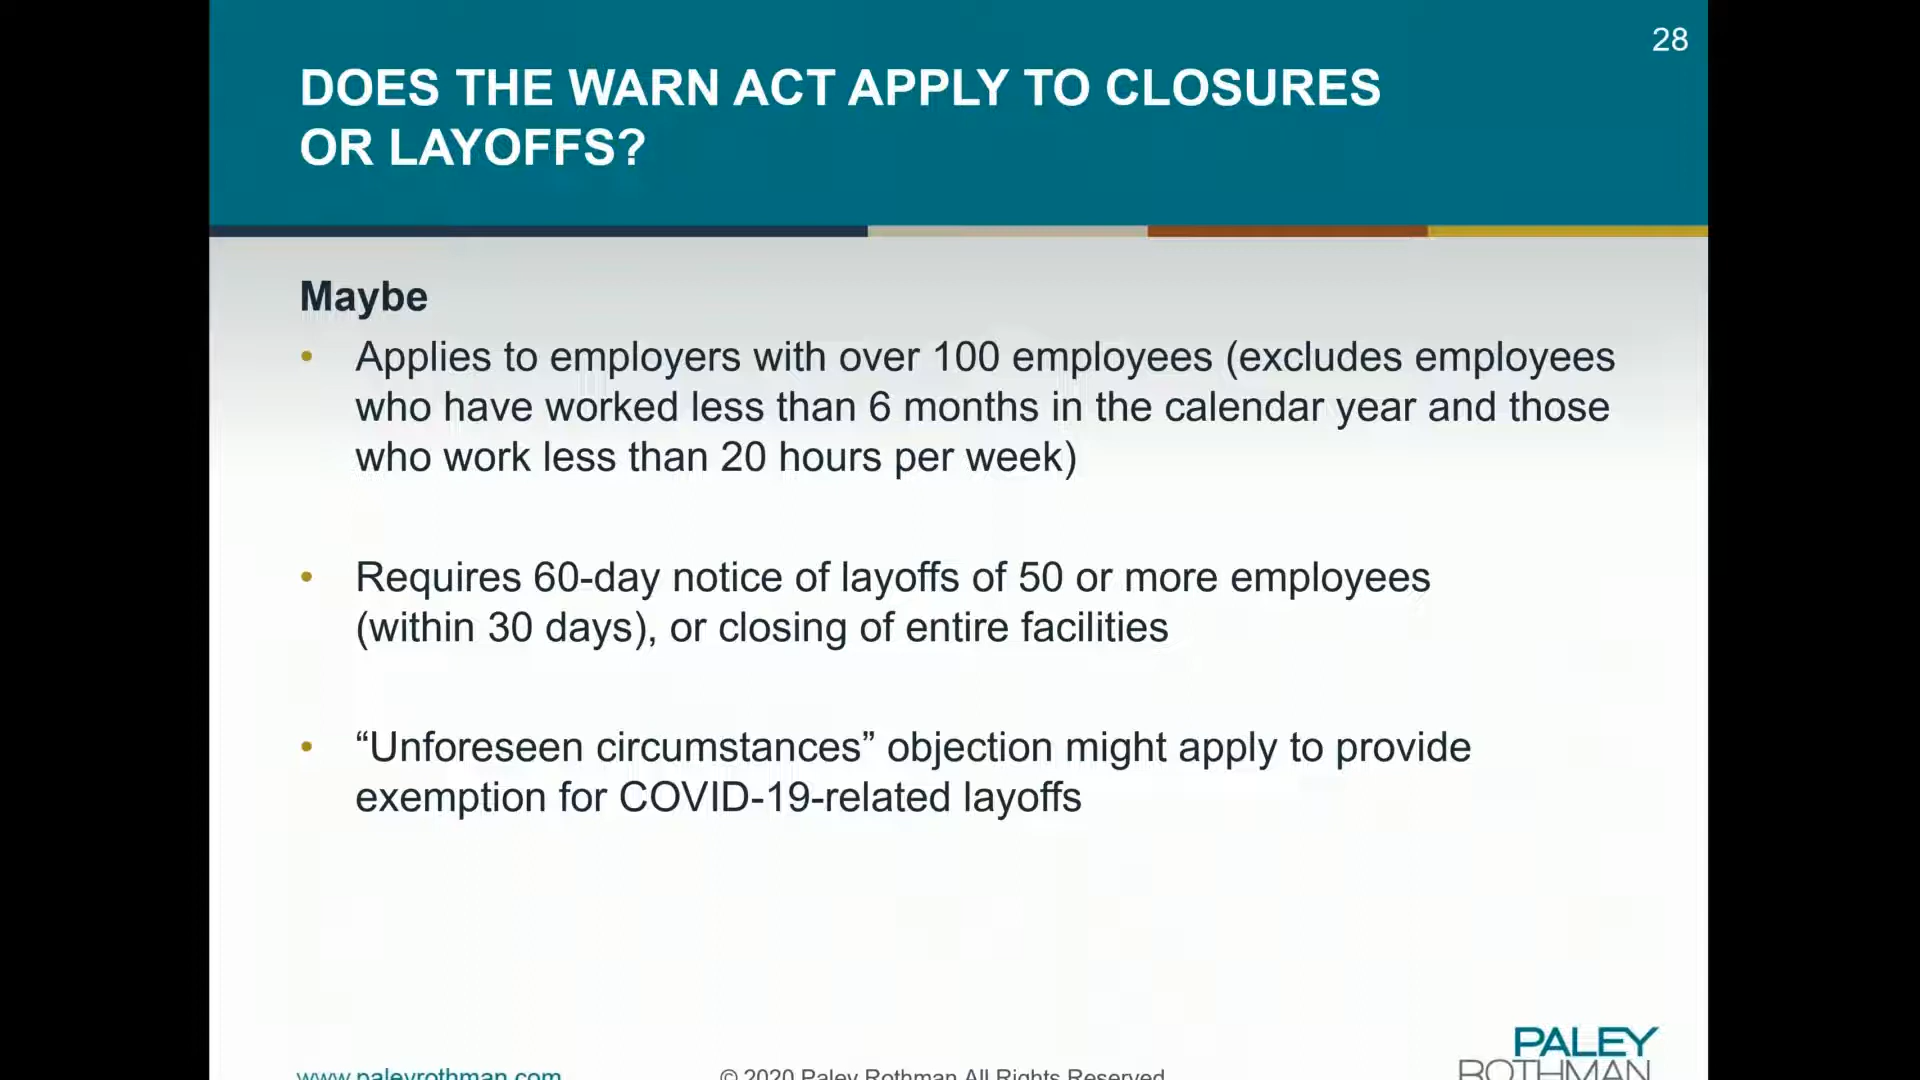 28
DOES THE WARN ACT APPLY TO CLOSURES
OR LAYOFFS?
Maybe
• Applies to employers with over 100 employees (excludes employees
who have worked less than 6 months in the calendar year and those
who work less than 20 hours per week)
• Requires 60-day notice of layoffs of 50 or more employees
(within 30 days), or closing of entire facilities
• “Unforeseen circumstances” objection might apply to provide
exemption for COVID-19-related layoffs
www.paleyrothman.com
© 2020 Paley Rothman All Rights Reserved
PALEY
ROTHMAN